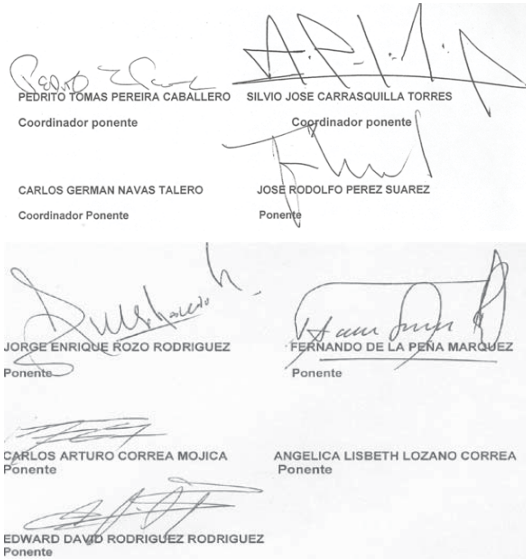 PEDRITO TOMAS PEREIRA CABALLERO SILVIO JOSE CARRASQUILLA TORRES
Coordinador ponente Coordinador ponente
CARLOS GERMAN NAVAS TALERO JOSE RODOLFO PEREZ SUAREZ
Coordinador Ponente Ponente
JORGE ENRIQUE ROZO RODRIGUEZ FERNANDO DE LA PEÑA MARQUEZ
Ponente Ponente
CARLOS ARTURO CORREA MOJICA ANGELICA LISBETH LOZANO CORREA
Ponente Ponente
EDWARD DAVID RODRIGUEZ RODRIGUEZ
Ponente